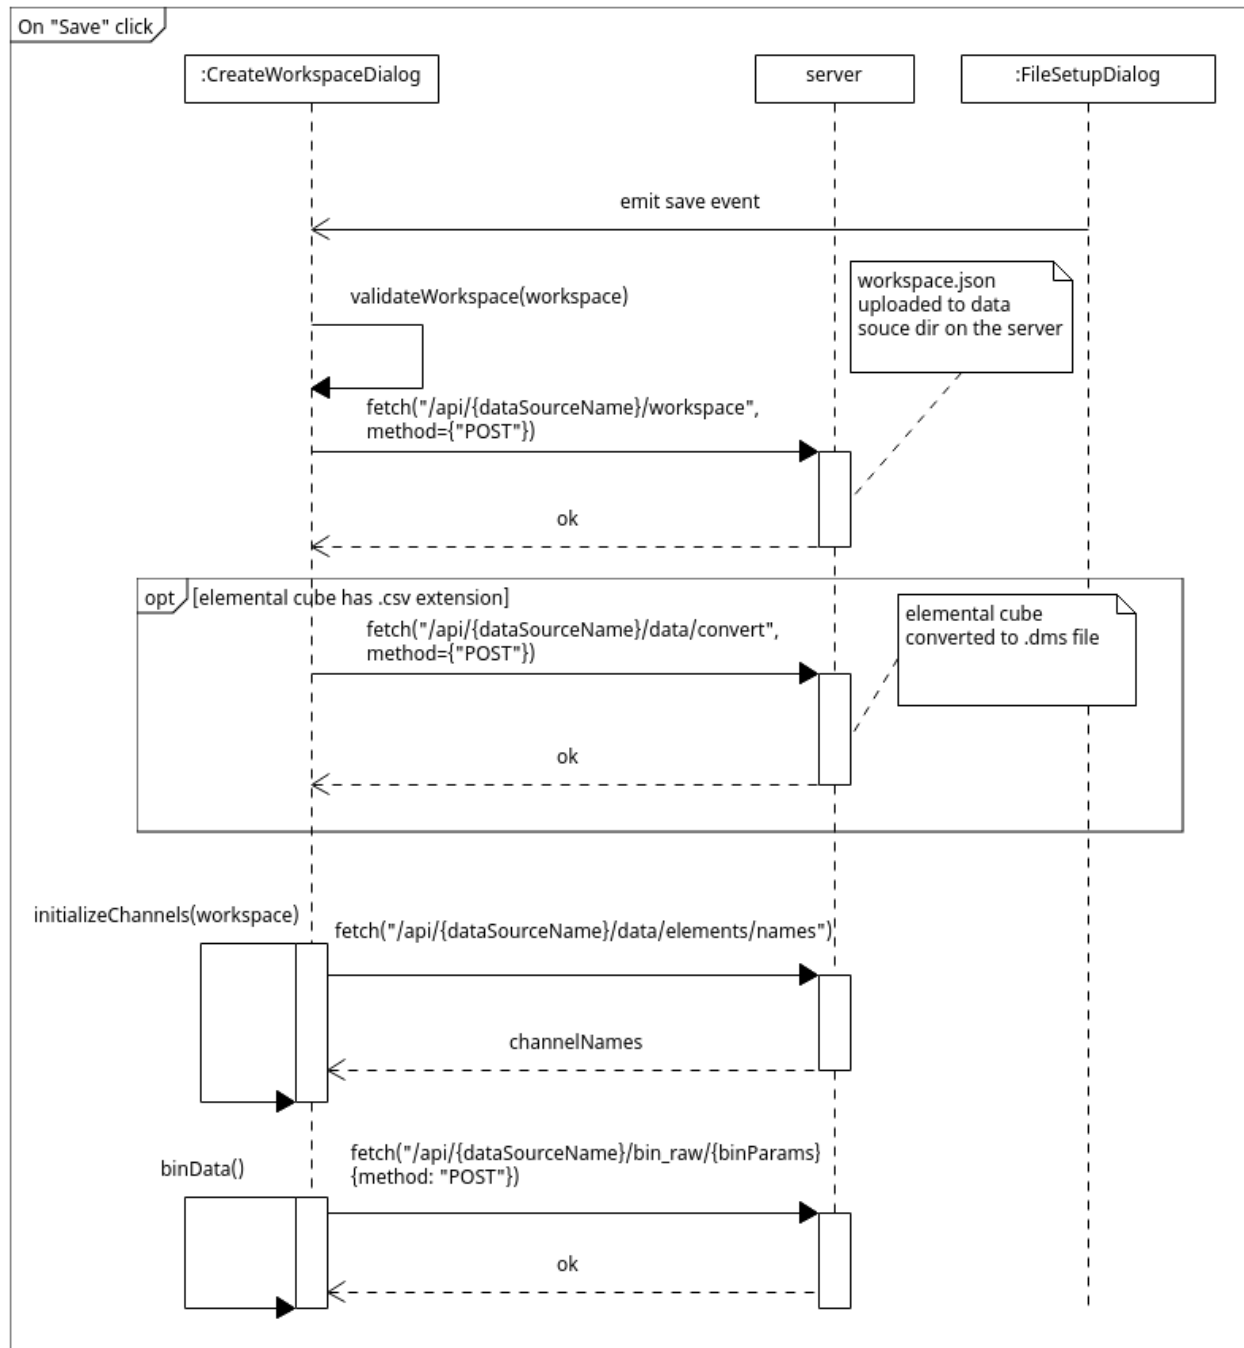 On "Save" click
:CreateWorkspaceDialog
server
:FileSetupDialog
emit save event
workspace.json
uploaded to data
souce dir on the server
validateWorkspace(workspace)
fetch("/api/{dataSourceName}/workspace",
method={"POST"})
ok
opt
[elemental cube has .csv extension]
elemental cube
converted to .dms file
fetch("/api/{dataSourceName}/data/convert",
method={"POST"})
ok
initializeChannels(workspace)
fetch("/api/{dataSourceName}/data/elements/names")
channelNames
binData()
fetch("/api/{dataSourceName}/bin_raw/{binParams}
{method: "POST"})
ok